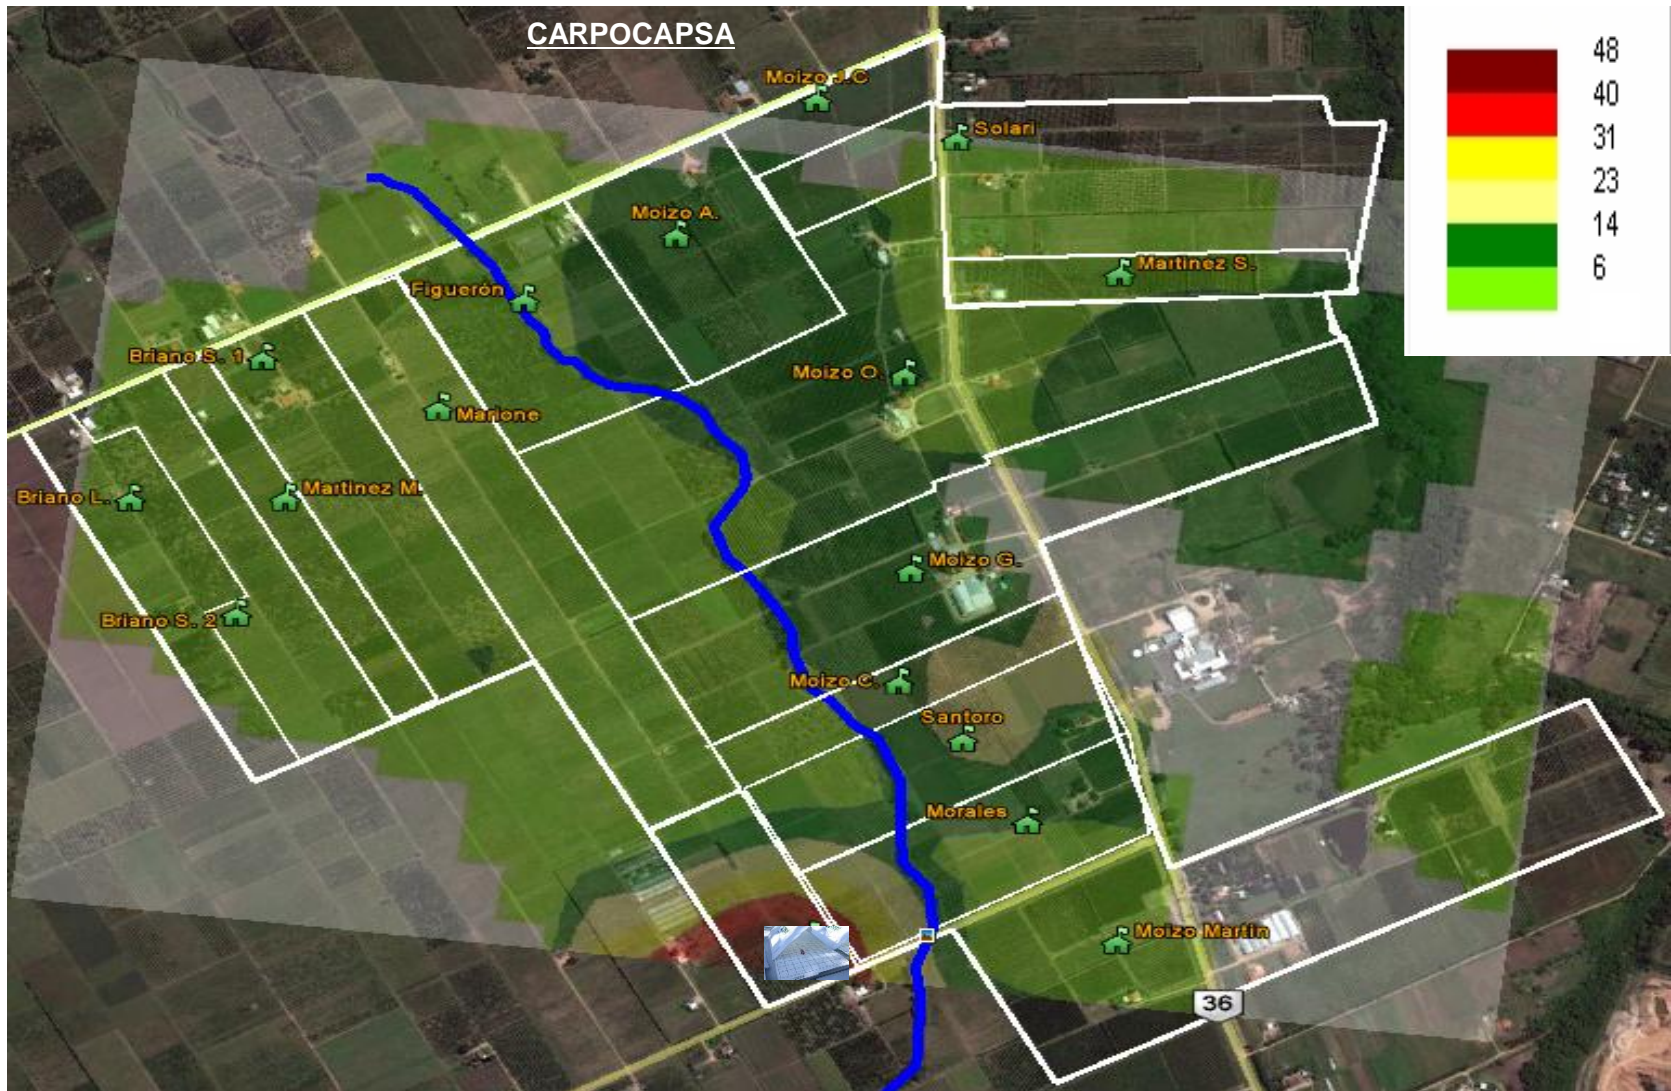 CARPOCAPSA
48
40
31
23
14
6
Moizo J.C
Solari
Moizo A.
Martinez S.
Figuerón
Briano S. 1
Moizo O.
Marione
Briano L.
Martinez M.
Moizo G.
Briano S. 2
Moizo C.
Santoro
Morales
Moizo Martin
36